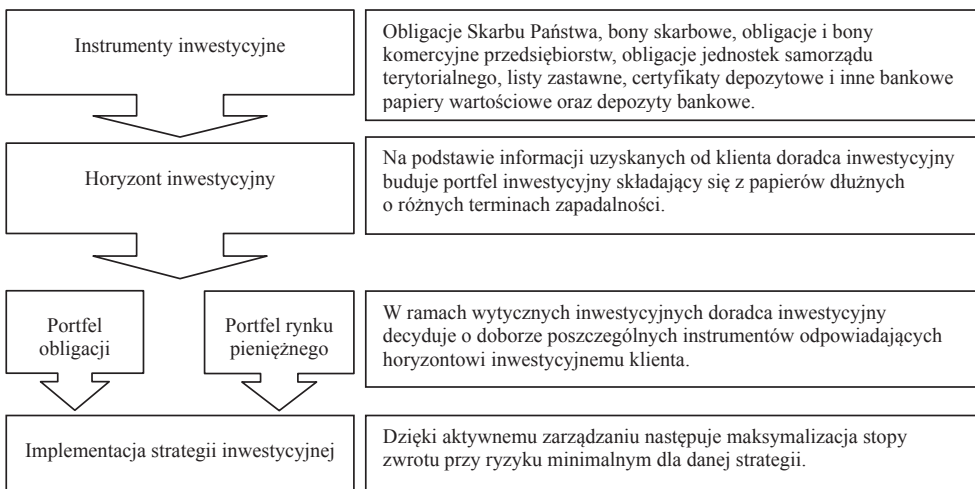 Instrumenty inwestycyjne
Obligacje Skarbu Państwa, bony skarbowe, obligacje i bony
komercyjne przedsiębiorstw, obligacje jednostek samorządu
terytorialnego, listy zastawne, certyfikaty depozytowe i inne bankowe
papiery wartościowe oraz depozyty bankowe.
Horyzont inwestycyjny
Na podstawie informacji uzyskanych od klienta doradca inwestycyjny
buduje portfel inwestycyjny składający się z papierów dłużnych
o różnych terminach zapadalności.
Portfel
obligacji
Portfel rynku
pieniężnego
W ramach wytycznych inwestycyjnych doradca inwestycyjny
decyduje o doborze poszczególnych instrumentów odpowiadających
horyzontowi inwestycyjnemu klienta.
Implementacja strategii inwestycyjnej
Dzięki aktywnemu zarządzaniu następuje maksymalizacja stopy
zwrotu przy ryzyku minimalnym dla danej strategii.